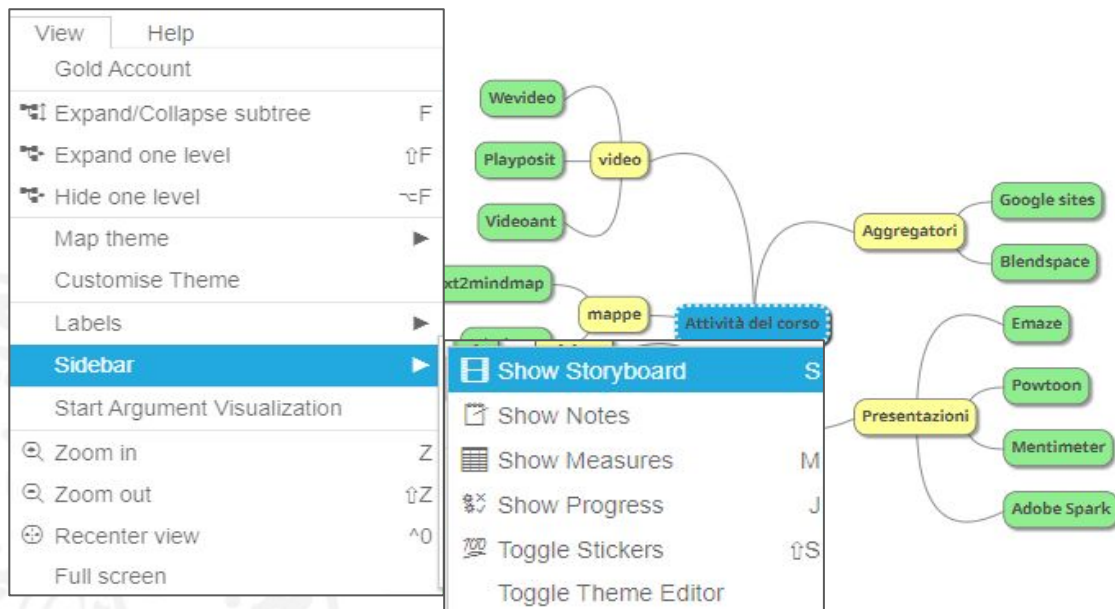 View Help
Gold Account
Expand/Collapse subtree F
Expand one level ⇧F
Hide one level ⌥F
Map theme ▶
Customise Theme
Labels ▶
Sidebar ▶
Start Argument Visualization
Zoom in Z
Zoom out ⇧Z
Recenter view ^0
Full screen
Show Storyboard S
Show Notes
Show Measures M
Show Progress J
Toggle Stickers ⇧S
Toggle Theme Editor
Wevideo
Playposit
Videoant
video
xt2mindmap
mappe
Attività del corso
Aggregatori
Google sites
Blendspace
Presentazioni
Emaze
Powtoon
Mentimeter
Adobe Spark